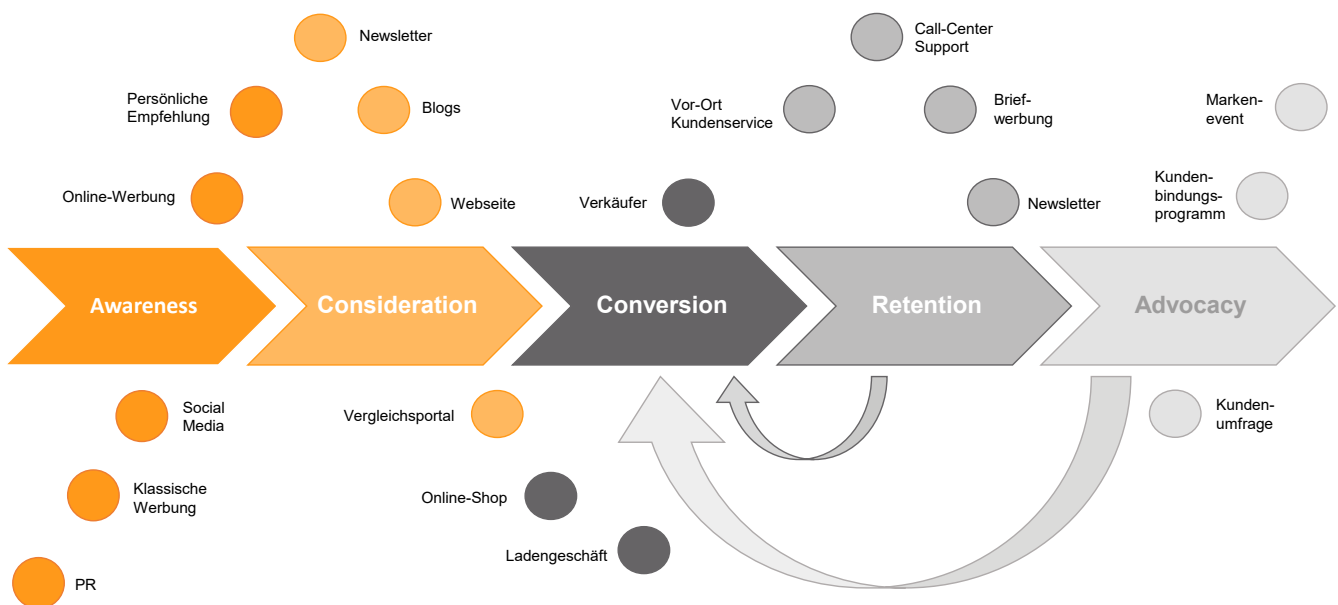 Newsletter
Call-Center
Support
Persönliche
Empfehlung
Blogs
Vor-Ort
Kundenservice
Brief-
werbung
Marken-
event
Online-Werbung
Webseite
Verkäufer
Newsletter
Kunden-
bindungs-
programm
Awareness
Consideration
Conversion
Retention
Advocacy
Social
Media
Vergleichsportal
Kunden-
umfrage
Klassische
Werbung
Online-Shop
Ladengeschäft
PR